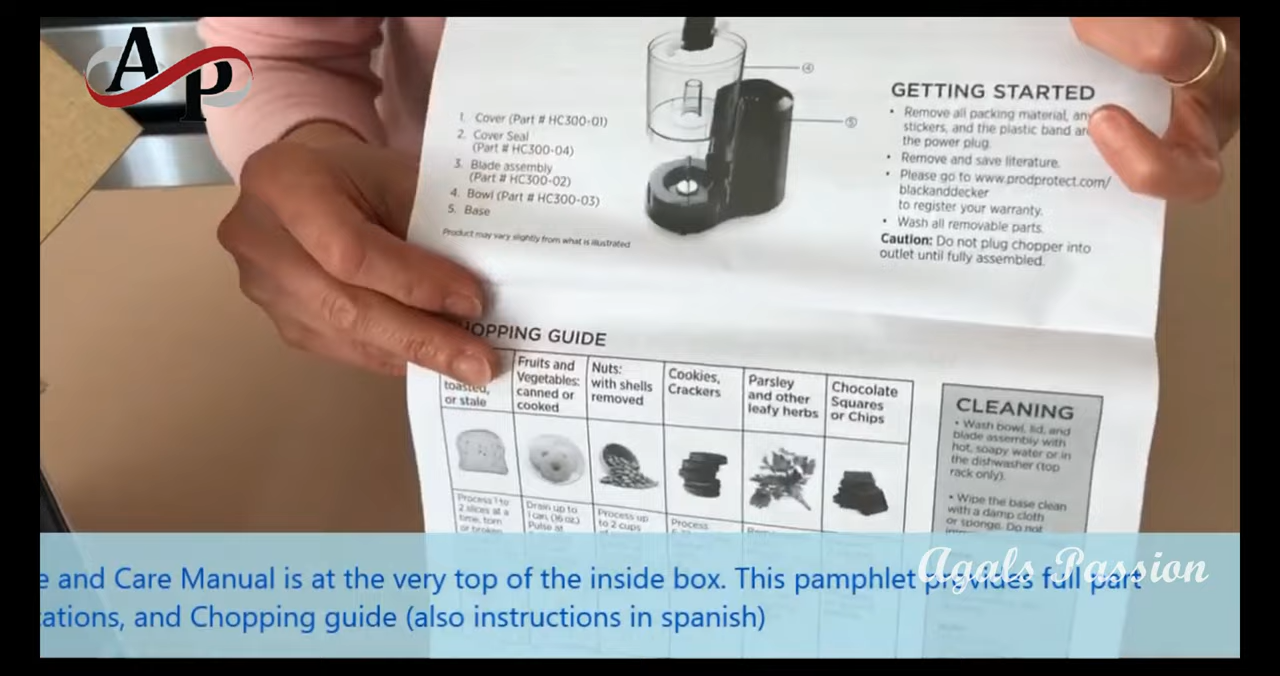 AP
④
⑤
1. Cover (Part # HC300-01)
2. Cover Seal
(Part # HC300-04)
3. Blade assembly
(Part # HC300-02)
4. Bowl (Part # HC300-03)
5. Base
Product may vary slightly from what is illustrated
GETTING STARTED
• Remove all packing material, any
stickers, and the plastic band
the power plug.
• Remove and save literature.
• Please go to www.prodprotect.com/
blackanddecker
to register your warranty.
• Wash all removable parts.
Caution: Do not plug chopper into
outlet until fully assembled.
HOPPING GUIDE
toasted,
or stale
Fruits and
Vegetables:
canned or
cooked
Nuts:
with shells
removed
Cookies,
Crackers
Parsley
and other
leafy herbs
Chocolate
Squares
or Chips
Process 1 to
2 slices at a
time, torn
or broken
Drain up to
1 can (16 oz.)
Pulse at
Process up
to 2 cups
Process
CLEANING
• Wash bowl, lid, and
blade assembly with
hot, soapy water or in
the dishwasher (top
rack only).
• Wipe the base clean
with a damp cloth
or sponge. Do not
e and Care Manual is at the very top of the inside box. This pamphlet provides full part
ations, and Chopping guide (also instructions in spanish)
Agals Passion